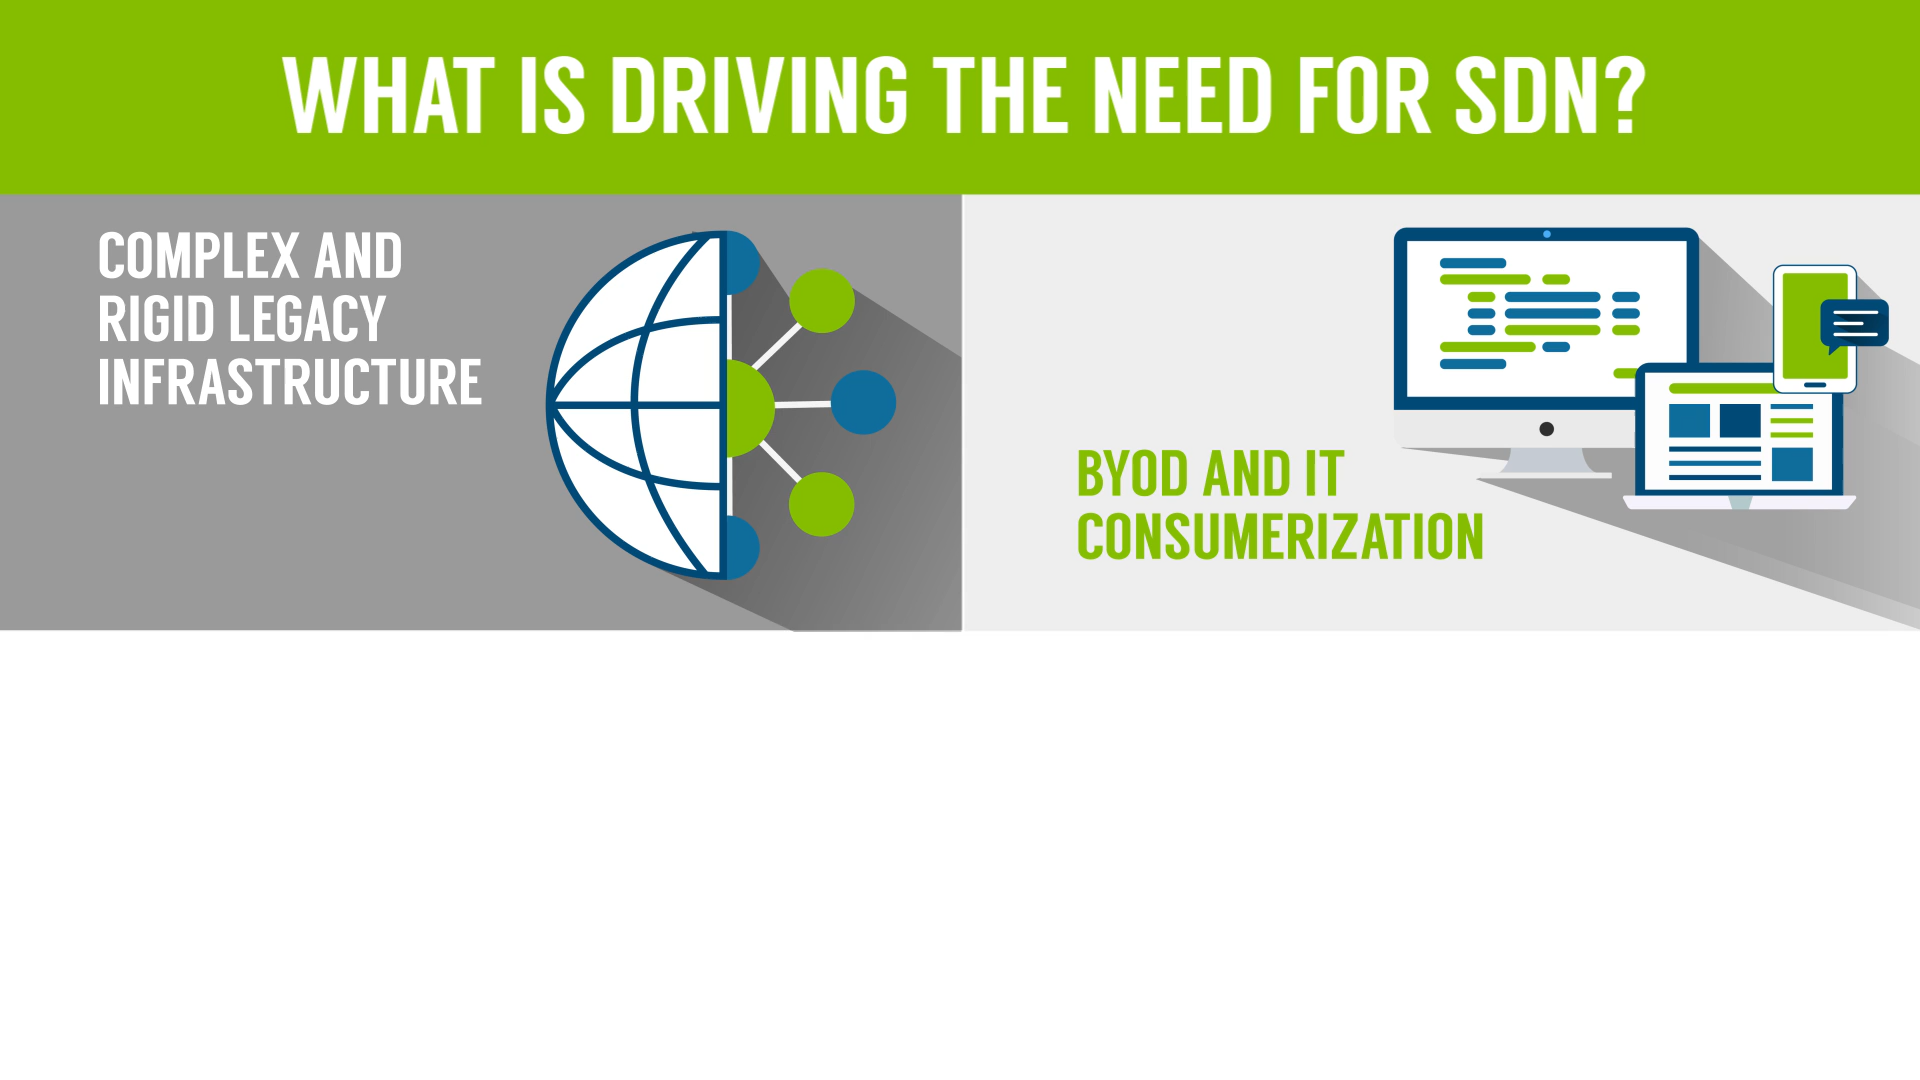 WHAT IS DRIVING THE NEED FOR SDN?
COMPLEX AND
RIGID LEGACY
INFRASTRUCTURE
BYOD AND IT
CONSUMERIZATION